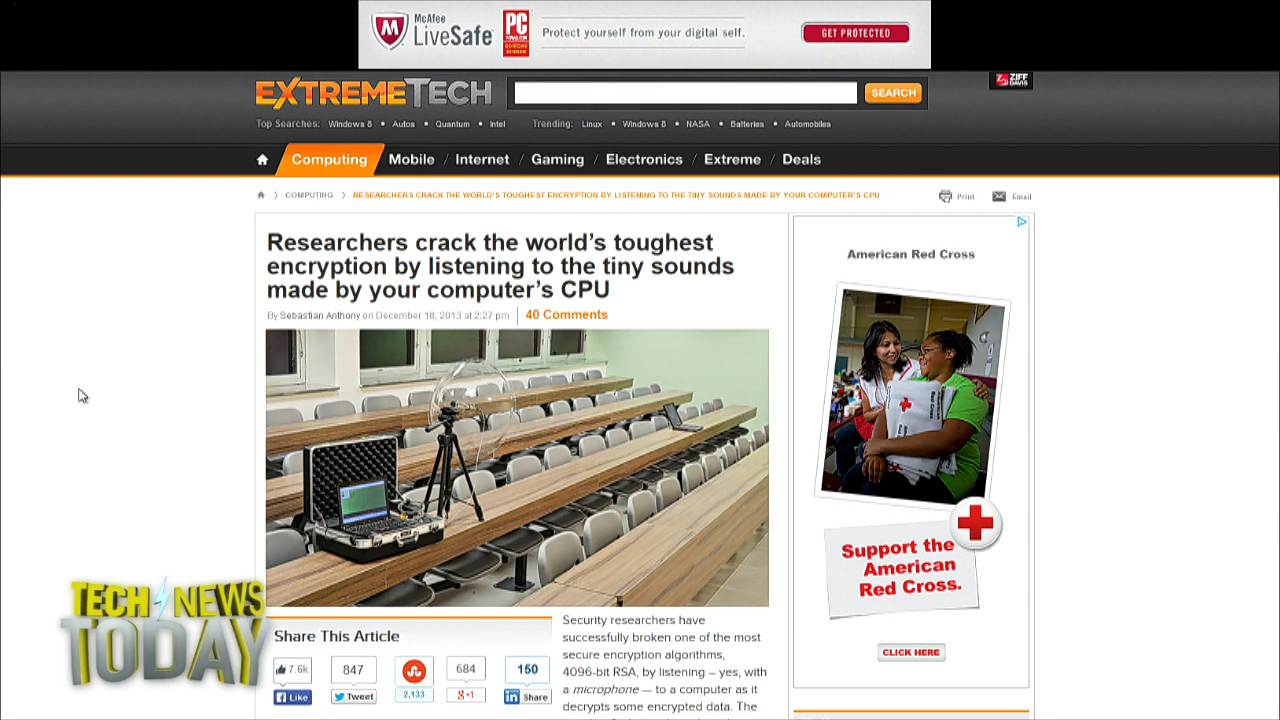 McAfee
LiveSafe
PC
Protect yourself from your digital self.
GET PROTECTED
EXTREMETECH
SEARCH
ZIFF
DAVIS
Top Searches: Windows 8 • Autos • Quantum • Intel Trending: Linux • Windows 8 • NASA • Batteries • Automobiles
Computing Mobile / Internet / Gaming / Electronics / Extreme / Deals
COMPUTING > RESEARCHERS CRACK THE WORLD'S TOUGHEST ENCRYPTION BY LISTENING TO THE TINY SOUNDS MADE BY YOUR COMPUTER'S CPU
Print Email
Researchers crack the world's toughest
encryption by listening to the tiny sounds
made by your computer's CPU
By Sebastian Anthony on December 18, 2013 at 2:27 pm
40 Comments
American Red Cross
Support the
American
Red Cross.
CLICK HERE
TECH NEWS
TODAY
Share This Article
7.6k
Like
847
Tweet
2,133
684
g+1
150
in Share
Security researchers have
successfully broken one of the most
secure encryption algorithms,
4096-bit RSA, by listening – yes, with
a microphone — to a computer as it
decrypts some encrypted data. The